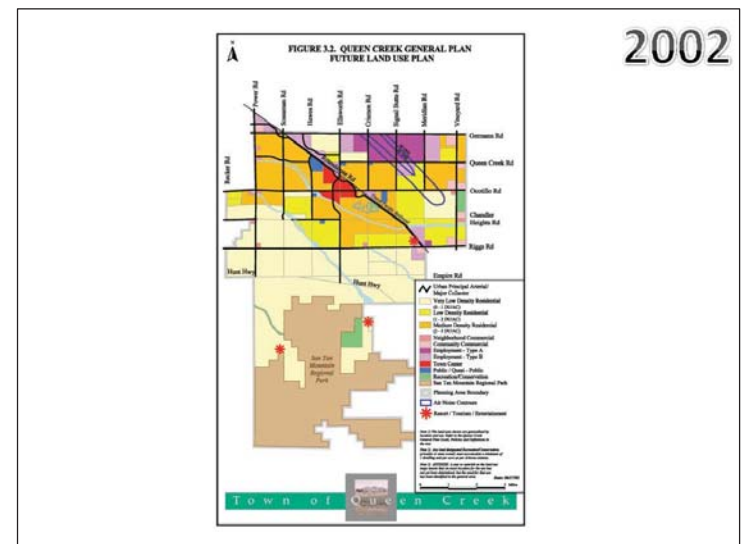 2002
N
FIGURE 3.2. QUEEN CREEK GENERAL PLAN
FUTURE LAND USE PLAN
Power Rd
Sossaman Rd
Hawes Rd
Ellsworth Rd
Crismon Rd
Signal Butte Rd
Meridian Rd
Vineyard Rd
Germann Rd
Queen Creek Rd
Ocotillo Rd
Chandler
Heights Rd
Riggs Rd
Empire Rd
Recker Rd
Hunt Hwy
Hunt Hwy
San Tan
Mountain
Regional
Park
Urban Principal Arterial/
Major Collector
Very Low Density Residential
Low Density Residential
Medium Density Residential
Neighborhood Commercial
Community Commercial
Employment - Type A
Employment - Type B
Town Center
Public / Quasi - Public
Recreation/Conservation
San Tan Mountain Regional Park
Planning Area Boundary
Air Noise Contours
Resort / Tourism / Entertainment
Town of Queen Creek